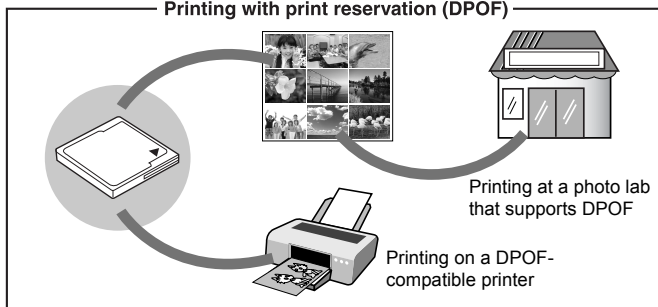 Printing with print reservation (DPOF)
Printing at a photo lab
that supports DPOF
Printing on a DPOF-
compatible printer